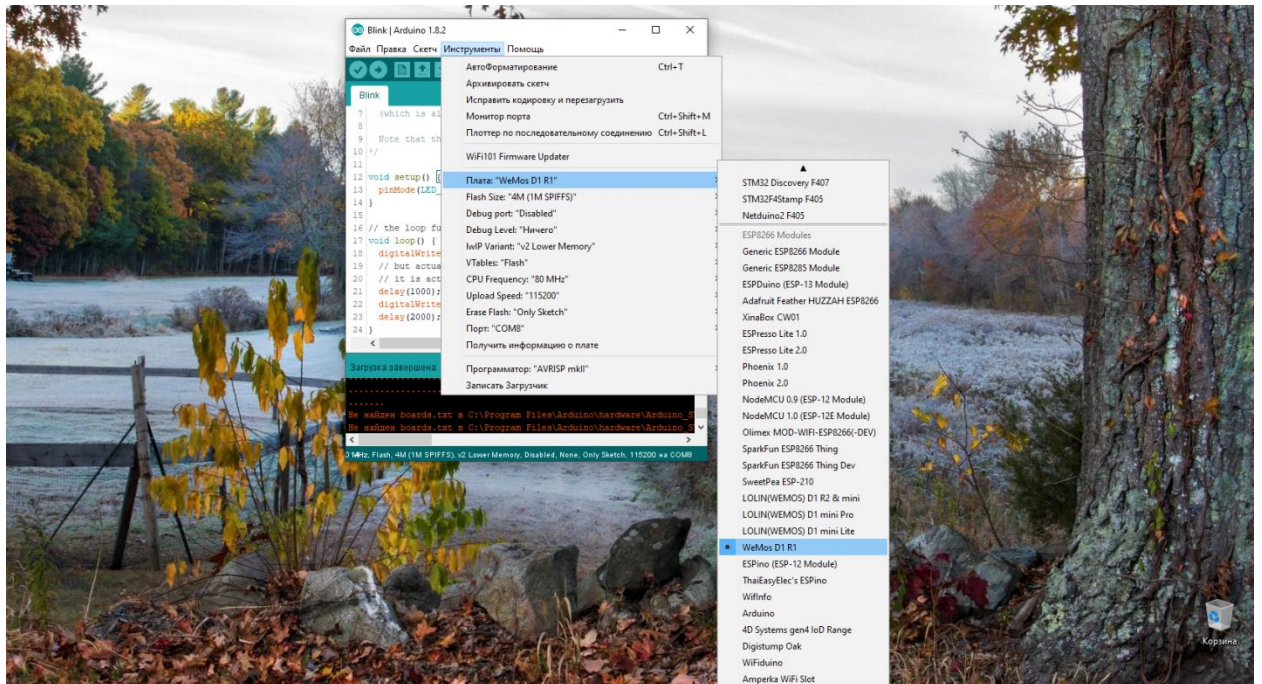 Blink | Arduino 1.8.2
Файл Правка Скетч Инструменты Помощь
Blink
7 (which is al
8
9 Note that th
10 */
11
12 void setup() {
13 pinMode(LED_
14 }
15
16 // the loop fu
17 void loop() {
18 digitalWrite
19 // but actua
20 // it is act
21 delay(1000);
22 digitalWrite
23 delay(2000);
24 }
Загрузка завершена.
.......
Не найден boards.txt в C:\Program Files\Arduino\hardware\Arduino_S
Не найден boards.txt в C:\Program Files\Arduino\hardware\Arduino_S
MHz, Flash, 4M (1M SPIFFS), v2 Lower Memory, Disabled, None, Only Sketch, 115200 на COM8
АвтоФорматирование Ctrl+T
Архивировать скетч
Исправить кодировку и перезагрузить
Монитор порта Ctrl+Shift+M
Плоттер по последовательному соединению Ctrl+Shift+L
WiFi101 Firmware Updater
Плата: "WeMos D1 R1"
Flash Size: "4M (1M SPIFFS)"
Debug port: "Disabled"
Debug Level: "Ничего"
IwIP Variant: "v2 Lower Memory"
VTables: "Flash"
CPU Frequency: "80 MHz"
Upload Speed: "115200"
Erase Flash: "Only Sketch"
Порт: "COM8"
Получить информацию о плате
Программатор: "AVRISP mkII"
Записать Загрузчик
STM32 Discovery F407
STM32F4Stamp F405
Netduino2 F405
ESP8266 Modules
Generic ESP8266 Module
Generic ESP8285 Module
ESPDuino (ESP-13 Module)
Adafruit Feather HUZZAH ESP8266
XinaBox CW01
ESPresso Lite 1.0
ESPresso Lite 2.0
Phoenix 1.0
Phoenix 2.0
NodeMCU 0.9 (ESP-12 Module)
NodeMCU 1.0 (ESP-12E Module)
Olimex MOD-WIFI-ESP8266(-DEV)
SparkFun ESP8266 Thing
SparkFun ESP8266 Thing Dev
SweetPea ESP-210
LOLIN(WEMOS) D1 R2 & mini
LOLIN(WEMOS) D1 mini Pro
LOLIN(WEMOS) D1 mini Lite
WeMos D1 R1
ESPino (ESP-12 Module)
ThaiEasyElec's ESPino
WifInfo
Arduino
4D Systems gen4 IoD Range
Digistump Oak
WiFiduino
Amperka WiFi Slot
Корзина